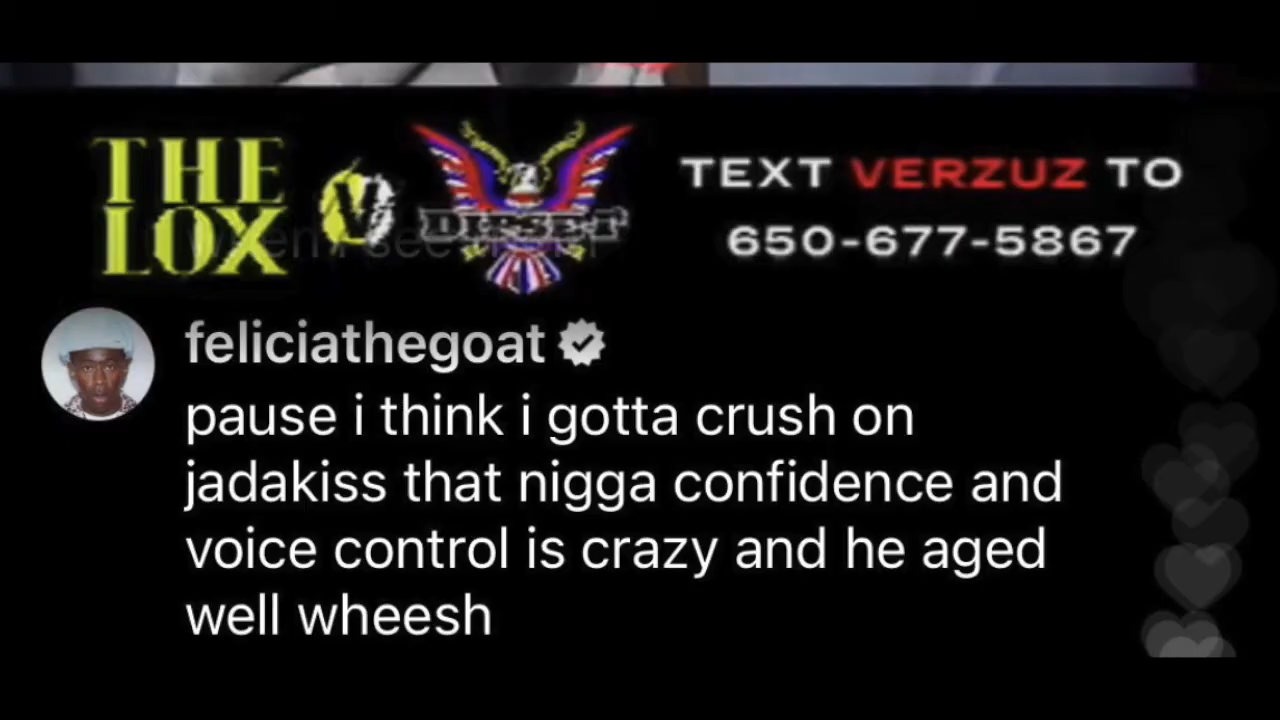 THE
LOX
V
DIPSET
TEXT VERZUZ TO
650-677-5867
feliciathegoat
pause i think i gotta crush on
jadakiss that nigga confidence and
voice control is crazy and he aged
well wheesh